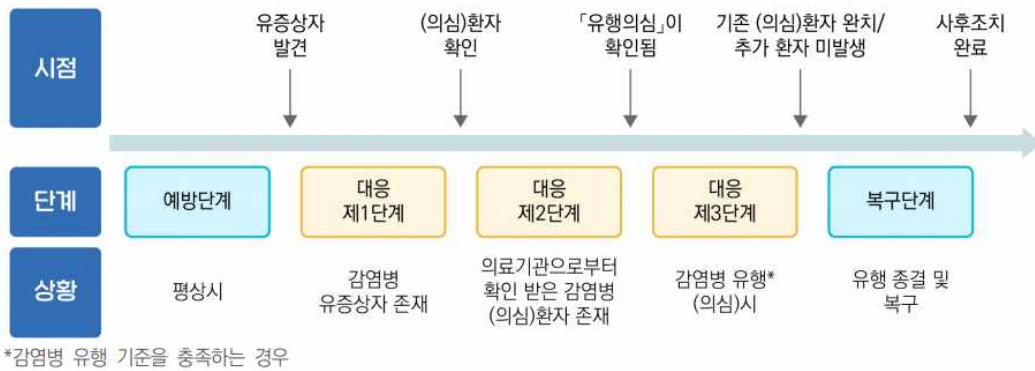 시점
유증상자
발견
(의심)환자
확인
「유행의심」이
확인됨
기존 (의심)환자 완치/
추가 환자 미발생
사후조치
완료
단계
예방단계
대응
제1단계
대응
제2단계
대응
제3단계
복구단계
상황
평상시
감염병
유증상자 존재
의료기관으로부터
확인 받은 감염병
(의심)환자 존재
감염병 유행*
(의심)시
유행 종결 및
복구
*감염병 유행 기준을 충족하는 경우